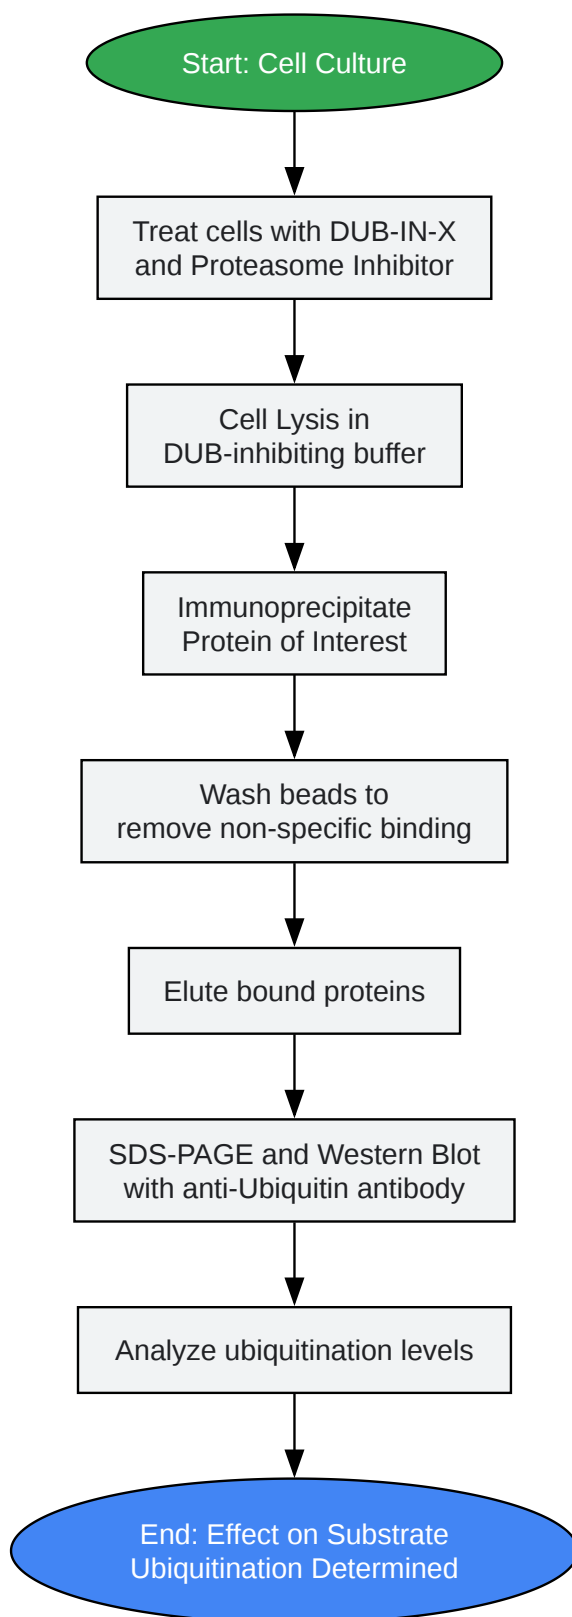 Start: Cell Culture
Treat cells with DUB-IN-X
and Proteasome Inhibitor
Cell Lysis in
DUB-inhibiting buffer
Immunoprecipitate
Protein of Interest
Wash beads to
remove non-specific binding
Elute bound proteins
SDS-PAGE and Western Blot
with anti-Ubiquitin antibody
Analyze ubiquitination levels
End: Effect on Substrate
Ubiquitination Determined